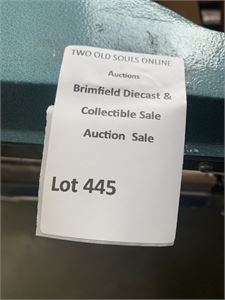 TWO OLD SOULS ONLINE
Auctions
Brimfield Diecast &
Collectible Sale
Auction Sale
Lot 445